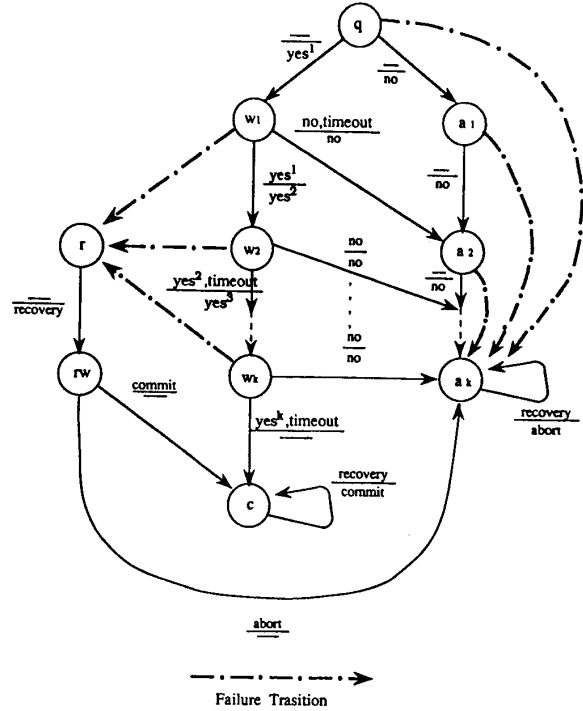 q
—
yes¹
—
no
w1
no,timeout
no
a1
yes¹
yes²
—
no
r
w2
no
no
a2
—
no
yes²,timeout
yes³
—
recovery
no
no
rw
commit
—
wk
ak
recovery
abort
yesᵏ,timeout
—
recovery
commit
c
abort
—
Failure Trasition